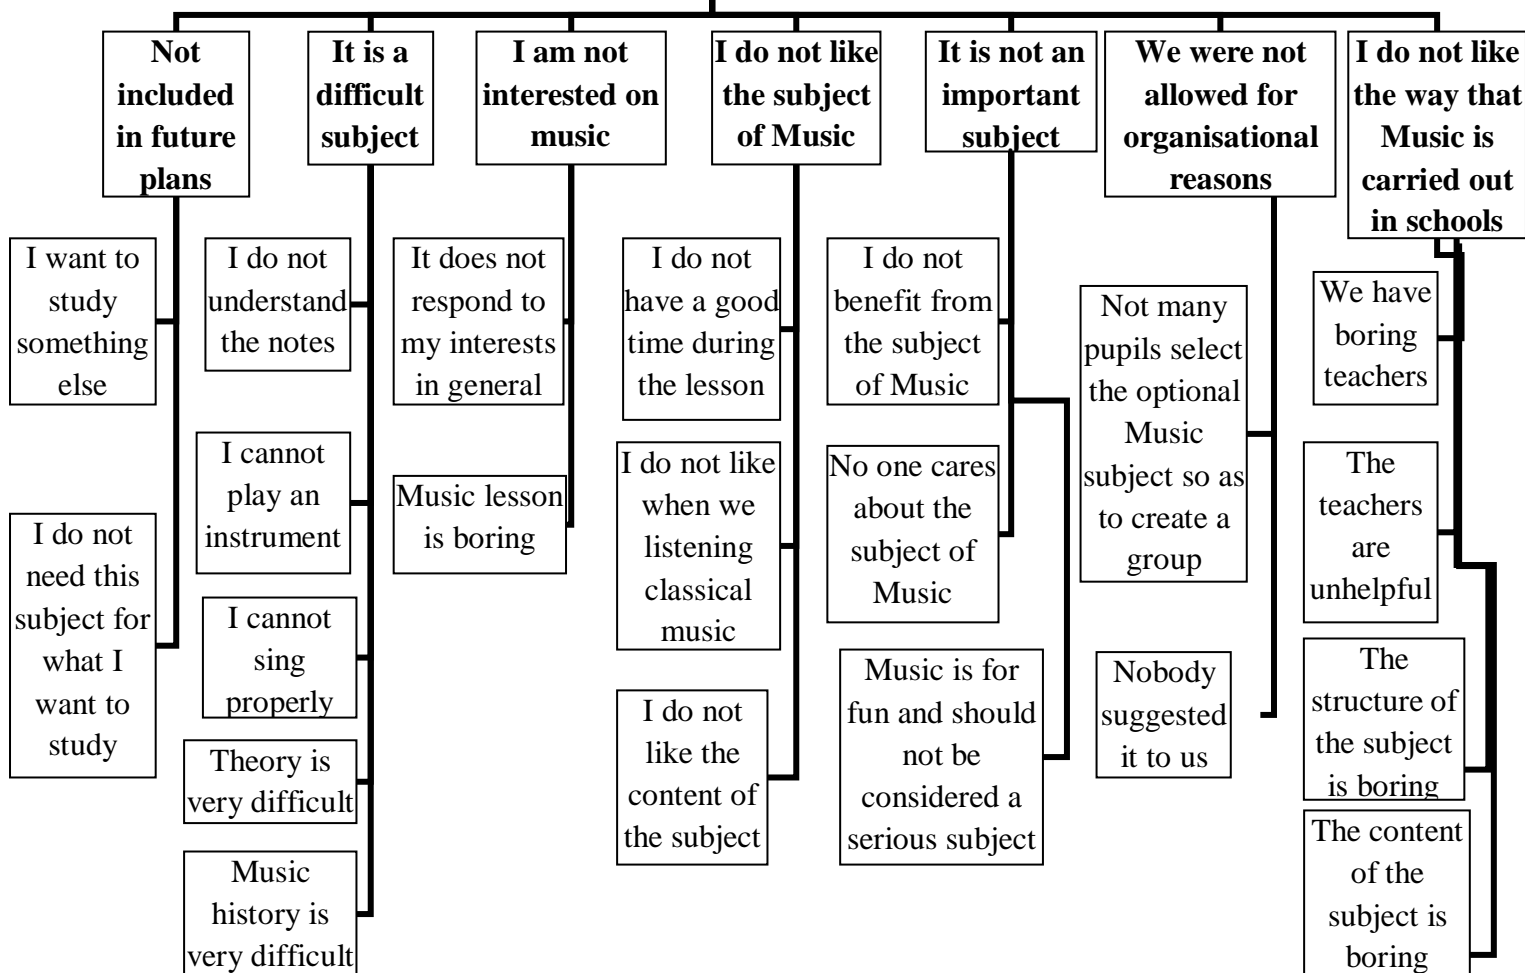 Not
included
in future
plans
I want to
study
something
else
I do not
need this
subject for
what I
want to
study
It is a
difficult
subject
I do not
understand
the notes
I cannot
play an
instrument
I cannot
sing
properly
Theory is
very difficult
Music
history is
very difficult
I am not
interested on
music
It does not
respond to
my interests
in general
Music lesson
is boring
I do not like
the subject
of Music
I do not
have a good
time during
the lesson
I do not like
when we
listening
classical
music
I do not
like the
content of
the subject
It is not an
important
subject
I do not
benefit from
the subject
of Music
No one cares
about the
subject of
Music
Music is for
fun and should
not be
considered a
serious subject
We were not
allowed for
organisational
reasons
Not many
pupils select
the optional
Music
subject so as
to create a
group
Nobody
suggested
it to us
I do not like
the way that
Music is
carried out
in schools
We have
boring
teachers
The
teachers
are
unhelpful
The
structure of
the subject
is boring
The content
of the
subject is
boring